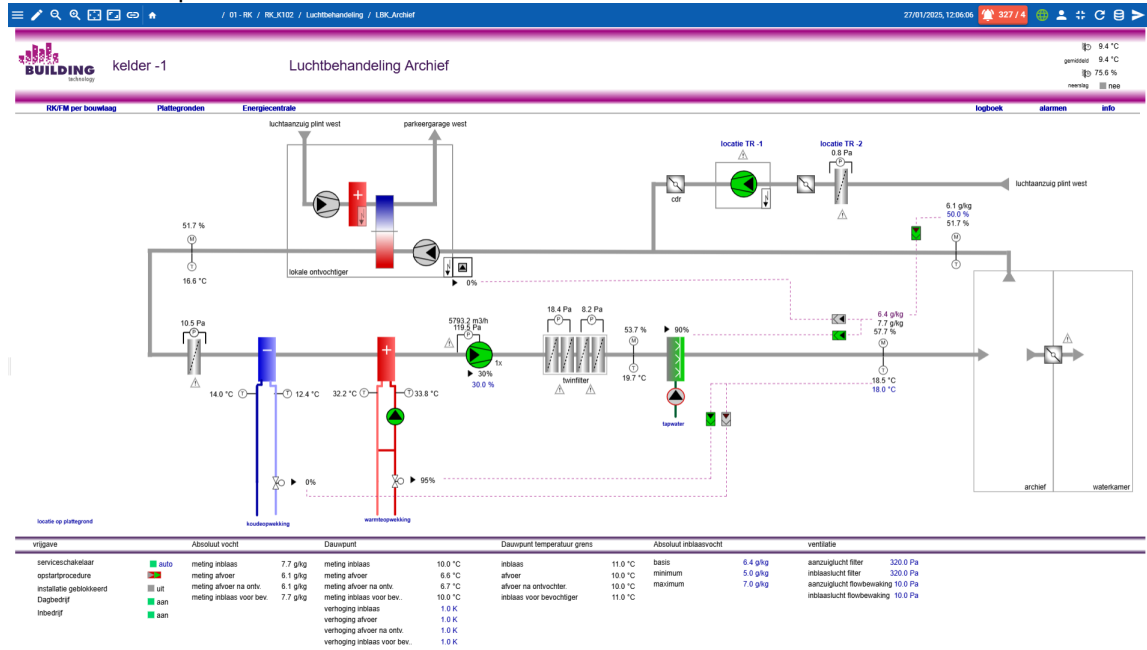 / 01 - RK / RK_K102 / Luchtbehandeling / LBK_Archief
27/01/2025, 12:06:06
327 / 4
BUILDING
technology
kelder -1
Luchtbehandeling Archief
9.4 °C
gemiddeld 9.4 °C
75.6 %
neerslag nee
RK/FM per bouwlaag Plattegronden Energiecentrale logboek alarmen info
luchtaanzuig plint west
parkeergarage west
locatie TR -1
locatie TR -2
0.8 Pa
P
cdr
luchtaanzuig plint west
6.1 g/kg
50.0 %
51.7 %
M
T
51.7 %
M
T
16.6 °C
lokale ontvochtiger
0%
6.4 g/kg
7.7 g/kg
57.7 %
M
T
18.5 °C
18.0 °C
10.5 Pa
P
5793.2 m3/h
119.5 Pa
P
1x
30%
30.0 %
18.4 Pa
P
8.2 Pa
P
twinfilter
53.7 %
M
T
19.7 °C
90%
tapwater
14.0 °C T
T 12.4 °C
32.2 °C T
T 33.8 °C
0%
95%
koudeopwekking
warmteopwekking
archief
waterkamer
locatie op plattegrond
vrijgave
serviceschakelaar auto
opstartprocedure
installatie geblokkeerd uit
Dagbedrijf aan
Inbedrijf aan
Absoluut vocht
meting inblaas 7.7 g/kg
meting afvoer 6.1 g/kg
meting afvoer na ontv. 6.1 g/kg
meting inblaas voor bev. 7.7 g/kg
Dauwpunt
meting inblaas 10.0 °C
meting afvoer 6.6 °C
meting afvoer na ontv. 6.7 °C
meting inblaas voor bev.. 10.0 °C
verhoging inblaas 1.0 K
verhoging afvoer 1.0 K
verhoging afvoer na ontv. 1.0 K
verhoging inblaas voor bev.. 1.0 K
Dauwpunt temperatuur grens
inblaas 11.0 °C
afvoer 10.0 °C
afvoer na ontvochter. 10.0 °C
inblaas voor bevochtiger 11.0 °C
Absoluut inblaasvocht
basis 6.4 g/kg
minimum 5.0 g/kg
maximum 7.0 g/kg
ventilatie
aanzuiglucht filter 320.0 Pa
inblaaslucht filter 320.0 Pa
aanzuiglucht flowbewaking 10.0 Pa
inblaaslucht flowbewaking 10.0 Pa